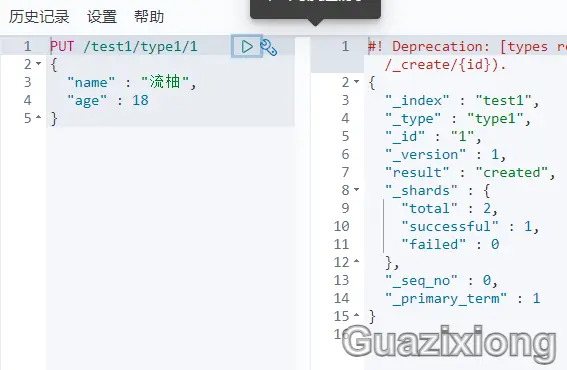 历史记录 设置 帮助
1 PUT /test1/type1/1
2 {
3 "name" : "流柚",
4 "age" : 18
5 }
1 #! Deprecation: [types re
/_create/{id}).
2 {
3 "_index" : "test1",
4 "_type" : "type1",
5 "_id" : "1",
6 "_version" : 1,
7 "result" : "created",
8 "_shards" : {
9 "total" : 2,
10 "successful" : 1,
11 "failed" : 0
12 },
13 "_seq_no" : 0,
14 "_primary_term" : 1
15 }
16
Guazixiong